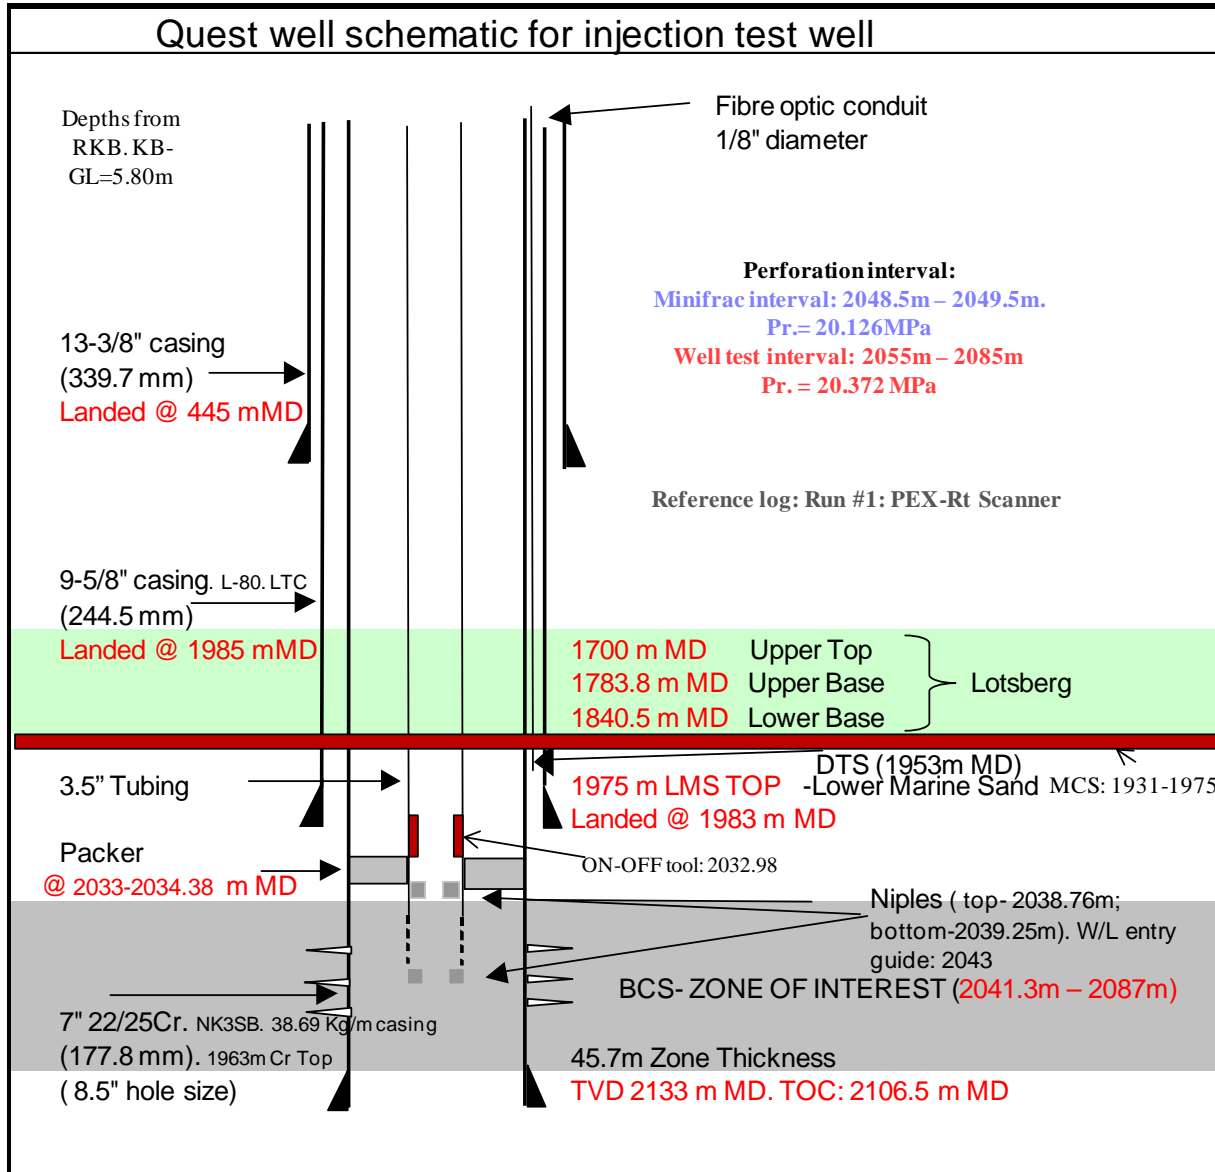 Quest well schematic for injection test well
Depths from
RKB. KB-
GL=5.80m
Fibre optic conduit
1/8" diameter
Perforation interval:
Minifrac interval: 2048.5m – 2049.5m.
Pr.= 20.126MPa
Well test interval: 2055m – 2085m
Pr. = 20.372 MPa
13-3/8" casing
(339.7 mm)
Landed @ 445 mMD
Reference log: Run #1: PEX-Rt Scanner
9-5/8" casing. L-80. LTC
(244.5 mm)
Landed @ 1985 mMD
1700 m MD Upper Top
1783.8 m MD Upper Base
1840.5 m MD Lower Base
Lotsberg
DTS (1953m MD)
3.5” Tubing
1975 m LMS TOP -Lower Marine Sand
MCS: 1931-1975
Landed @ 1983 m MD
Packer
@ 2033-2034.38 m MD
ON-OFF tool: 2032.98
Niples ( top- 2038.76m;
bottom-2039.25m). W/L entry
guide: 2043
BCS- ZONE OF INTEREST (2041.3m – 2087m)
7" 22/25Cr. NK3SB. 38.69 Kg/m casing
(177.8 mm). 1963m Cr Top
( 8.5" hole size)
45.7m Zone Thickness
TVD 2133 m MD. TOC: 2106.5 m MD